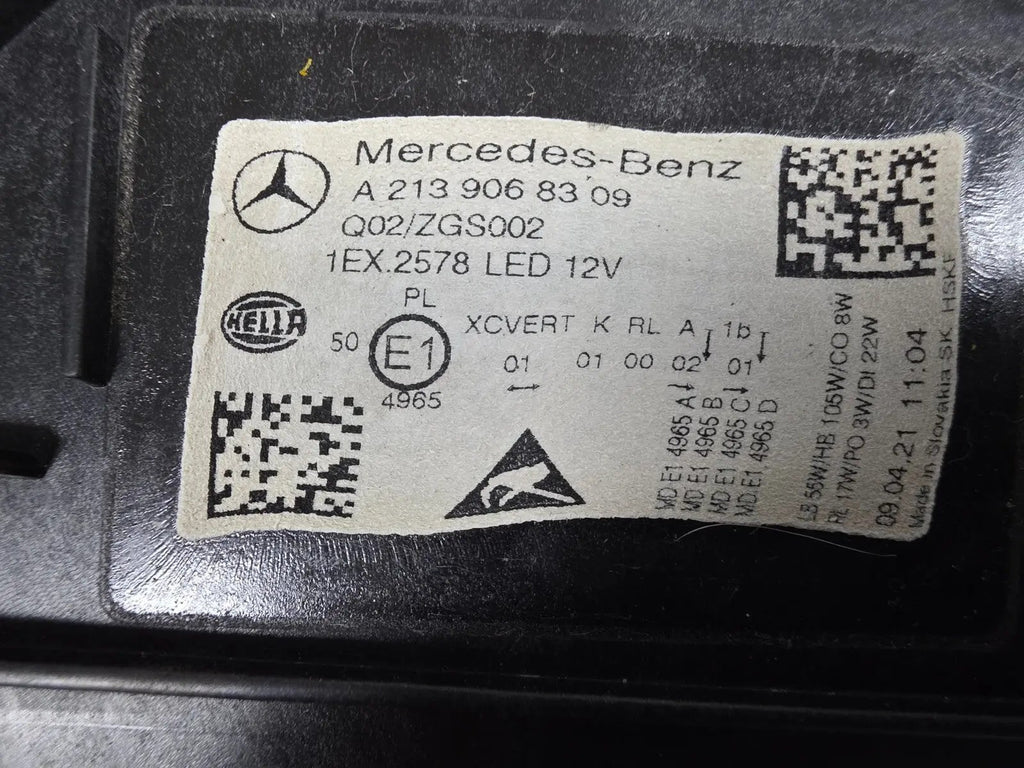 Mercedes-Benz
A 213 906 83 09
Q02/ZGS002
1EX.2578 LED 12V
HELLA
PL
50 E1
4965
XCVERT K RL A 1b
01 01 00 02 01
MD E1 4965 A
MD E1 4965 B
MD E1 4965 C
MD.E1 4965 D
LB 56W/HB 105W/CO 8W
RL 17W/PO 3W/DI 22W
09.04.21 11:04
Made in Slovakia SK HSKF